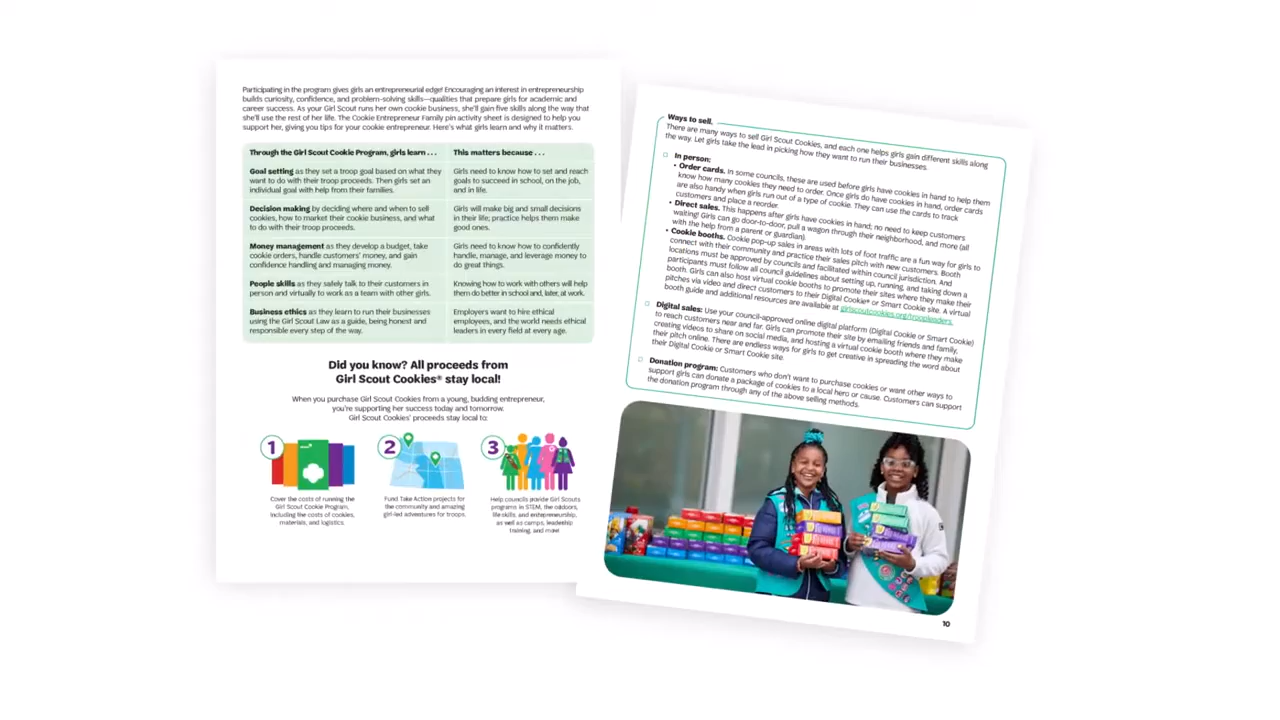 Participating in the program gives girls an entrepreneurial edge! Encouraging an interest in entrepreneurship
builds curiosity, confidence, and problem-solving skills—qualities that prepare girls for academic and
career success. As your Girl Scout runs her own cookie business, she'll gain five skills along the way that
she'll use the rest of her life. The Cookie Entrepreneur Family pin activity sheet is designed to help you
support her, giving you tips for your cookie entrepreneur. Here's what girls learn and why it matters.
Through the Girl Scout Cookie Program, girls learn . . .
This matters because . . .
Goal setting as they set a troop goal based on what they
want to do with their troop proceeds. Then girls set an
individual goal with help from their families.
Girls need to know how to set and reach
goals to succeed in school, on the job,
and in life.
Decision making by deciding where and when to sell
cookies, how to market their cookie business, and what
to do with their troop proceeds.
Girls will make big and small decisions
in their life; practice helps them make
good ones.
Money management as they develop a budget, take
cookie orders, handle customers' money, and gain
confidence handling and managing money.
Girls need to know how to confidently
handle, manage, and leverage money to
do great things.
People skills as they safely talk to their customers in
person and virtually to work as a team with other girls.
Knowing how to work with others will help
them do better in school and, later, at work.
Business ethics as they learn to run their businesses
using the Girl Scout Law as a guide, being honest and
responsible every step of the way.
Employers want to hire ethical
employees, and the world needs ethical
leaders in every field at every age.
Did you know? All proceeds from
Girl Scout Cookies® stay local!
When you purchase Girl Scout Cookies from a young, budding entrepreneur,
you're supporting her success today and tomorrow.
Girl Scout Cookies' proceeds stay local to:
1
Cover the costs of running the
Girl Scout Cookie Program,
including the costs of cookies,
materials, and logistics.
2
Fund Take Action projects for
the community and amazing
girl-led adventures for troops.
3
Help councils provide Girl Scouts
programs in STEM, the outdoors,
life skills, and entrepreneurship,
as well as camps, leadership
training, and more
Ways to sell.
There are many ways to sell Girl Scout Cookies, and each one helps girls gain different skills along
the way. Let girls take the lead in picking how they want to run their businesses.
In person:
• Order cards. In some councils, these are used before girls have cookies in hand to help them
know how many cookies they need to order. Once girls do have cookies in hand, order cards
are also handy when girls run out of a type of cookie. They can use the cards to track
customers and place a reorder.
• Direct sales. This happens after girls have cookies in hand; no need to keep customers
waiting! Girls can go door-to-door, pull a wagon through their neighborhood, and more (all
with the help from a parent or guardian).
• Cookie booths. Cookie pop-up sales in areas with lots of foot traffic are a fun way for girls to
connect with their community and practice their sales pitch with new customers. Booth
locations must be approved by councils and facilitated within council jurisdiction. And
participants must follow all council guidelines about setting up, running, and taking down a
booth. Girls can also host virtual cookie booths to promote their sites where they make their
pitches via video and direct customers to their Digital Cookie® or Smart Cookie site. A virtual
booth guide and additional resources are available at girlscoutcookies.org/troopleaders.
Digital sales: Use your council-approved online digital platform (Digital Cookie or Smart Cookie)
to reach customers near and far. Girls can promote their site by emailing friends and family,
creating videos to share on social media, and hosting a virtual cookie booth where they make
their pitch online. There are endless ways for girls to get creative in spreading the word about
their Digital Cookie or Smart Cookie site.
Donation program: Customers who don't want to purchase cookies or want other ways to
support girls can donate a package of cookies to a local hero or cause. Customers can support
the donation program through any of the above selling methods.
10